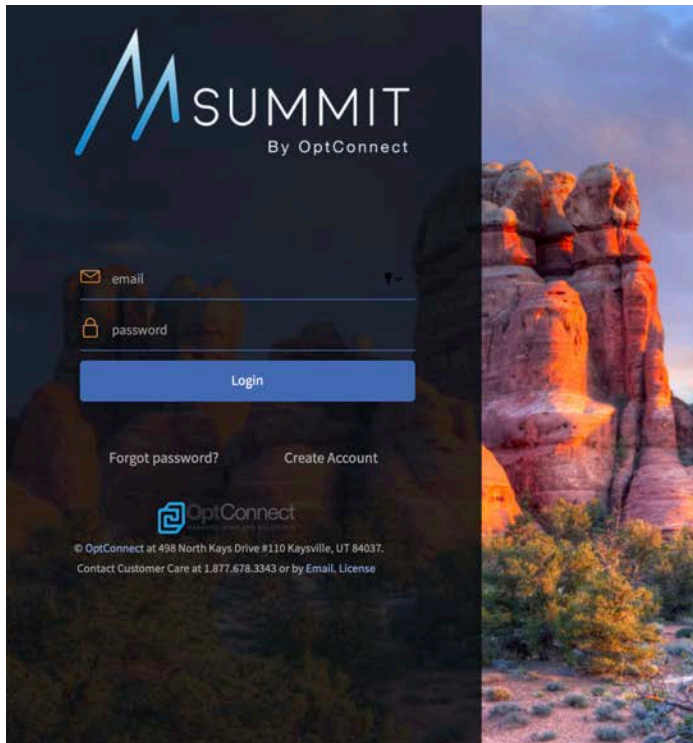 SUMMIT
By OptConnect
email
password
Login
Forgot password? Create Account
OptConnect
© OptConnect at 498 North Kays Drive #110 Kaysville, UT 84037.
Contact Customer Care at 1.877.678.3343 or by Email. License